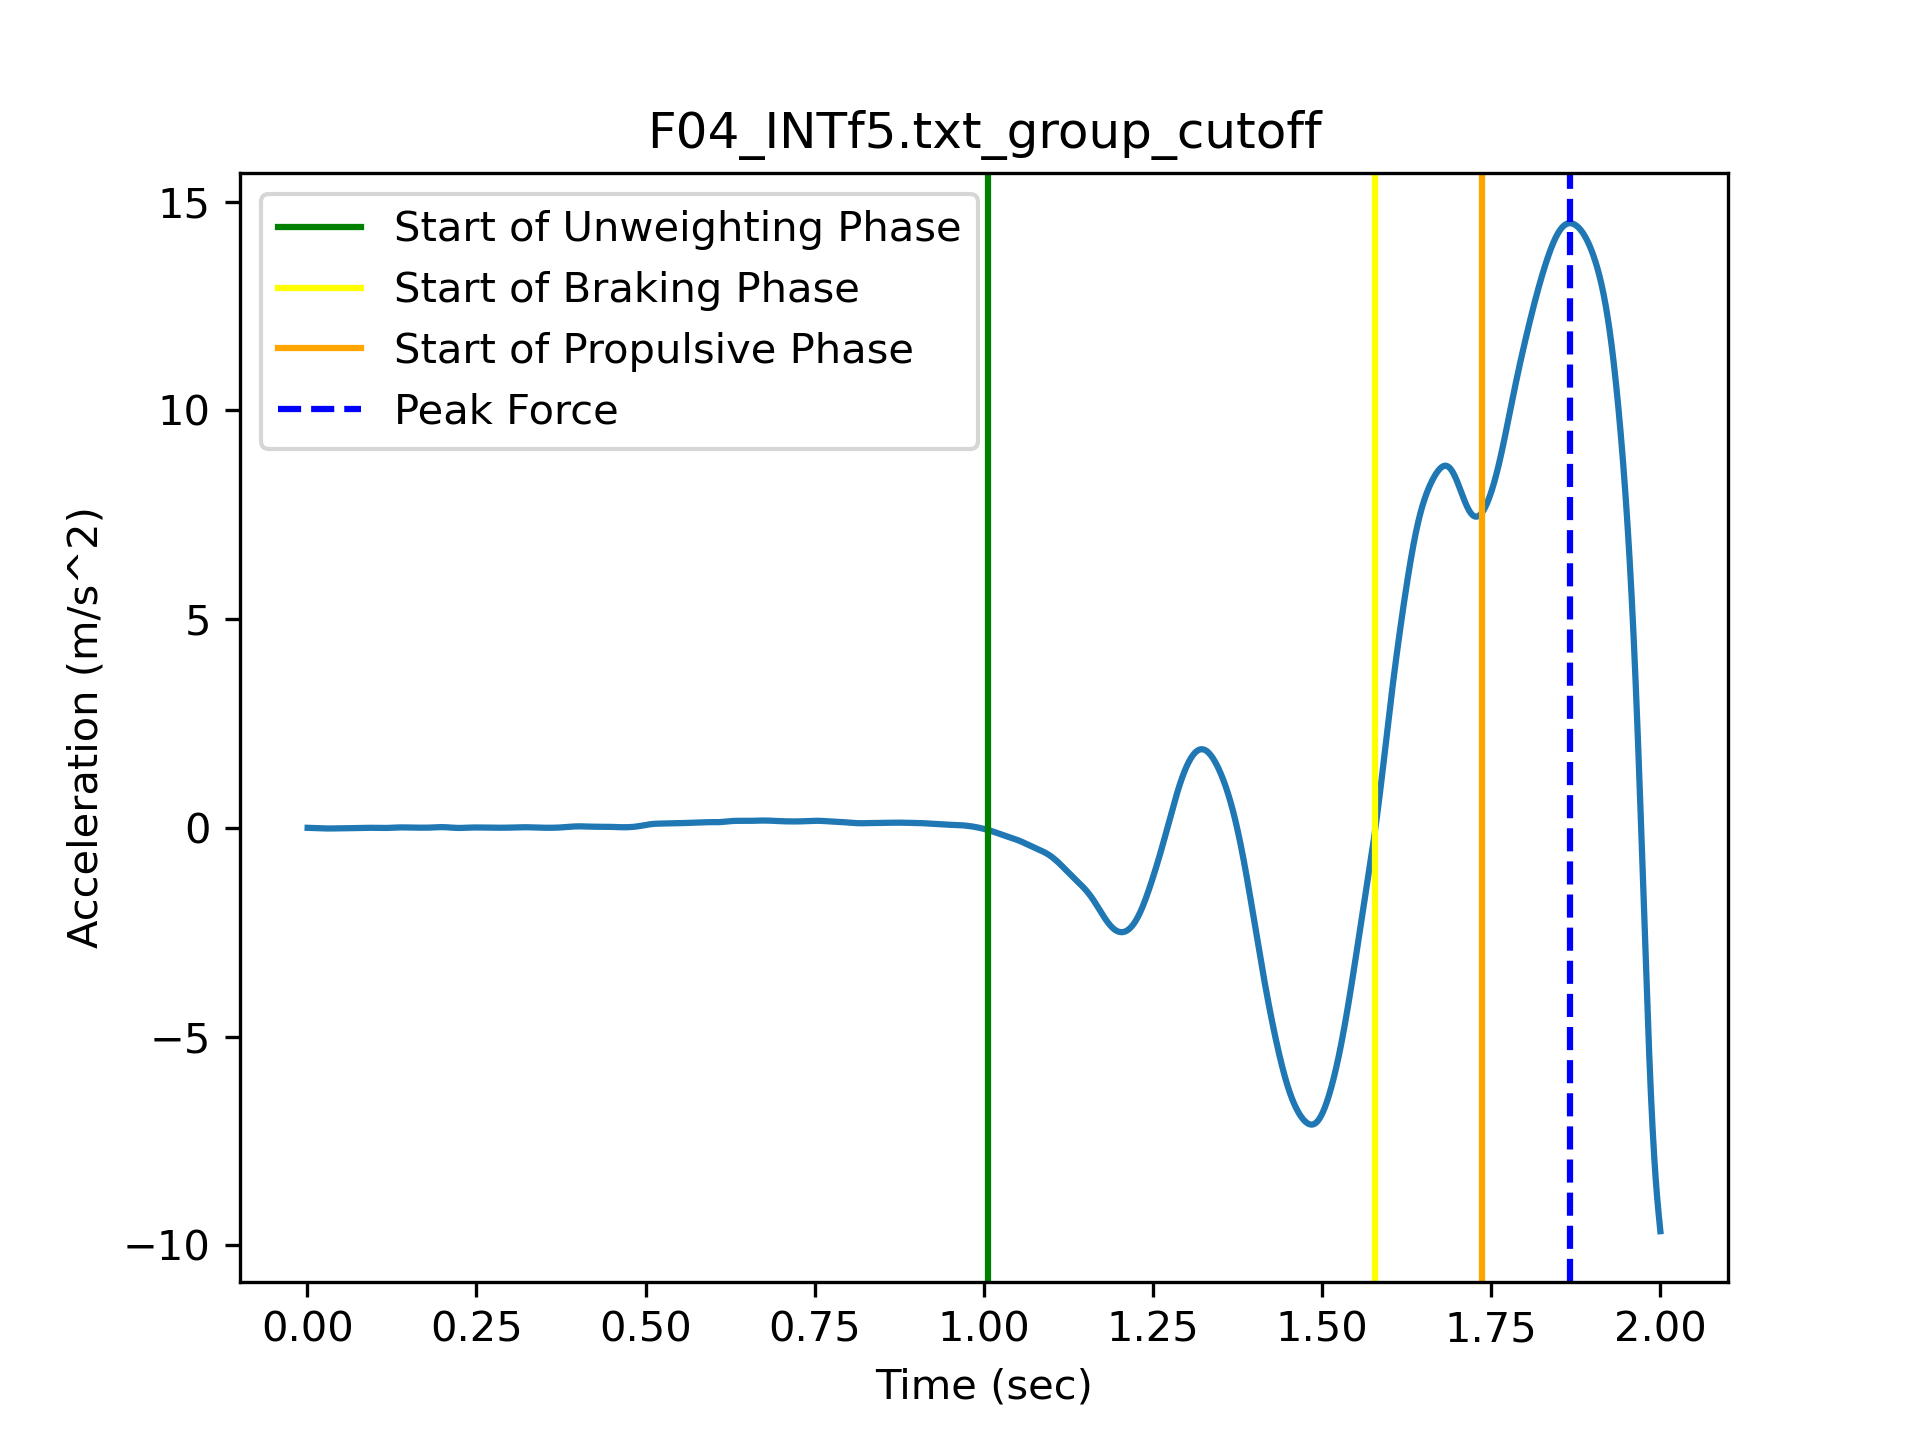 F04_INTf5.txt_group_cutoff
Start of Unweighting Phase
Start of Braking Phase
Start of Propulsive Phase
Peak Force
Acceleration (m/s^2)
15
10
5
0
−5
−10
0.00 0.25 0.50 0.75 1.00 1.25 1.50 1.75 2.00
Time (sec)